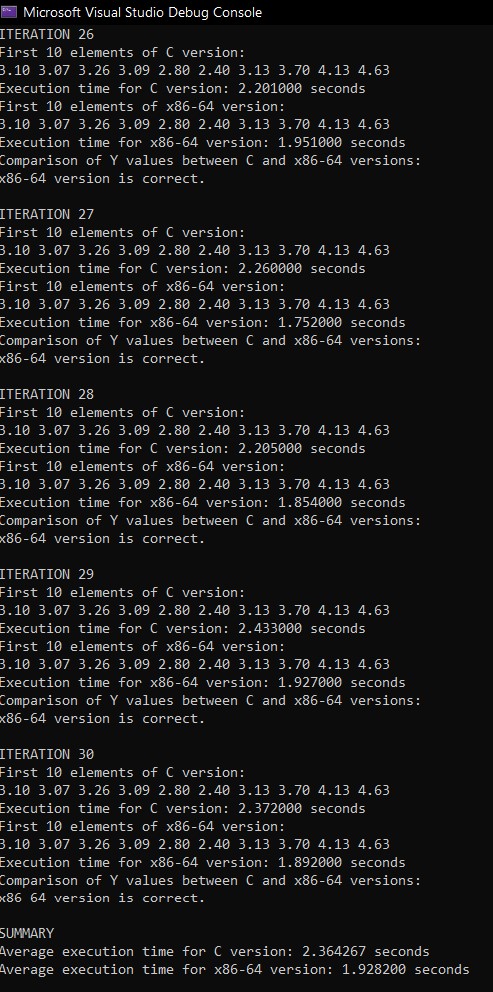 Microsoft Visual Studio Debug Console
ITERATION 26
First 10 elements of C version:
3.10 3.07 3.26 3.09 2.80 2.40 3.13 3.70 4.13 4.63
Execution time for C version: 2.201000 seconds
First 10 elements of x86-64 version:
3.10 3.07 3.26 3.09 2.80 2.40 3.13 3.70 4.13 4.63
Execution time for x86-64 version: 1.951000 seconds
Comparison of Y values between C and x86-64 versions:
x86-64 version is correct.
ITERATION 27
First 10 elements of C version:
3.10 3.07 3.26 3.09 2.80 2.40 3.13 3.70 4.13 4.63
Execution time for C version: 2.260000 seconds
First 10 elements of x86-64 version:
3.10 3.07 3.26 3.09 2.80 2.40 3.13 3.70 4.13 4.63
Execution time for x86-64 version: 1.752000 seconds
Comparison of Y values between C and x86-64 versions:
x86-64 version is correct.
ITERATION 28
First 10 elements of C version:
3.10 3.07 3.26 3.09 2.80 2.40 3.13 3.70 4.13 4.63
Execution time for C version: 2.205000 seconds
First 10 elements of x86-64 version:
3.10 3.07 3.26 3.09 2.80 2.40 3.13 3.70 4.13 4.63
Execution time for x86-64 version: 1.854000 seconds
Comparison of Y values between C and x86-64 versions:
x86-64 version is correct.
ITERATION 29
First 10 elements of C version:
3.10 3.07 3.26 3.09 2.80 2.40 3.13 3.70 4.13 4.63
Execution time for C version: 2.433000 seconds
First 10 elements of x86-64 version:
3.10 3.07 3.26 3.09 2.80 2.40 3.13 3.70 4.13 4.63
Execution time for x86-64 version: 1.927000 seconds
Comparison of Y values between C and x86-64 versions:
x86-64 version is correct.
ITERATION 30
First 10 elements of C version:
3.10 3.07 3.26 3.09 2.80 2.40 3.13 3.70 4.13 4.63
Execution time for C version: 2.372000 seconds
First 10 elements of x86-64 version:
3.10 3.07 3.26 3.09 2.80 2.40 3.13 3.70 4.13 4.63
Execution time for x86-64 version: 1.892000 seconds
Comparison of Y values between C and x86-64 versions:
x86 64 version is correct.
SUMMARY
Average execution time for C version: 2.364267 seconds
Average execution time for x86-64 version: 1.928200 seconds